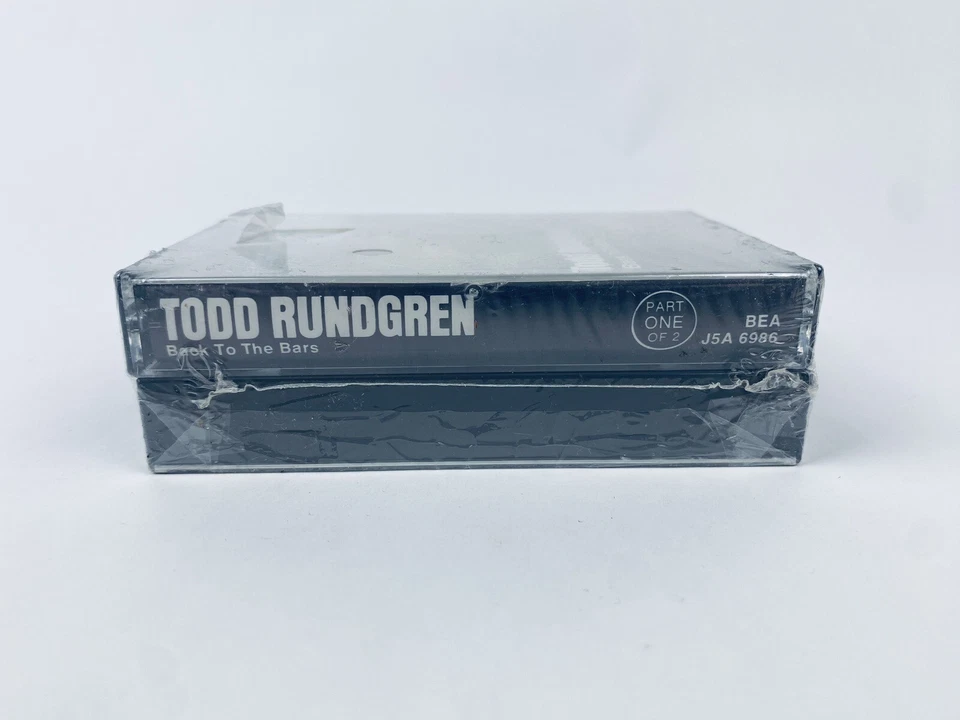 TODD RUNDGREN
Back To The Bars
PART
ONE
OF 2
BEA
J5A 6986